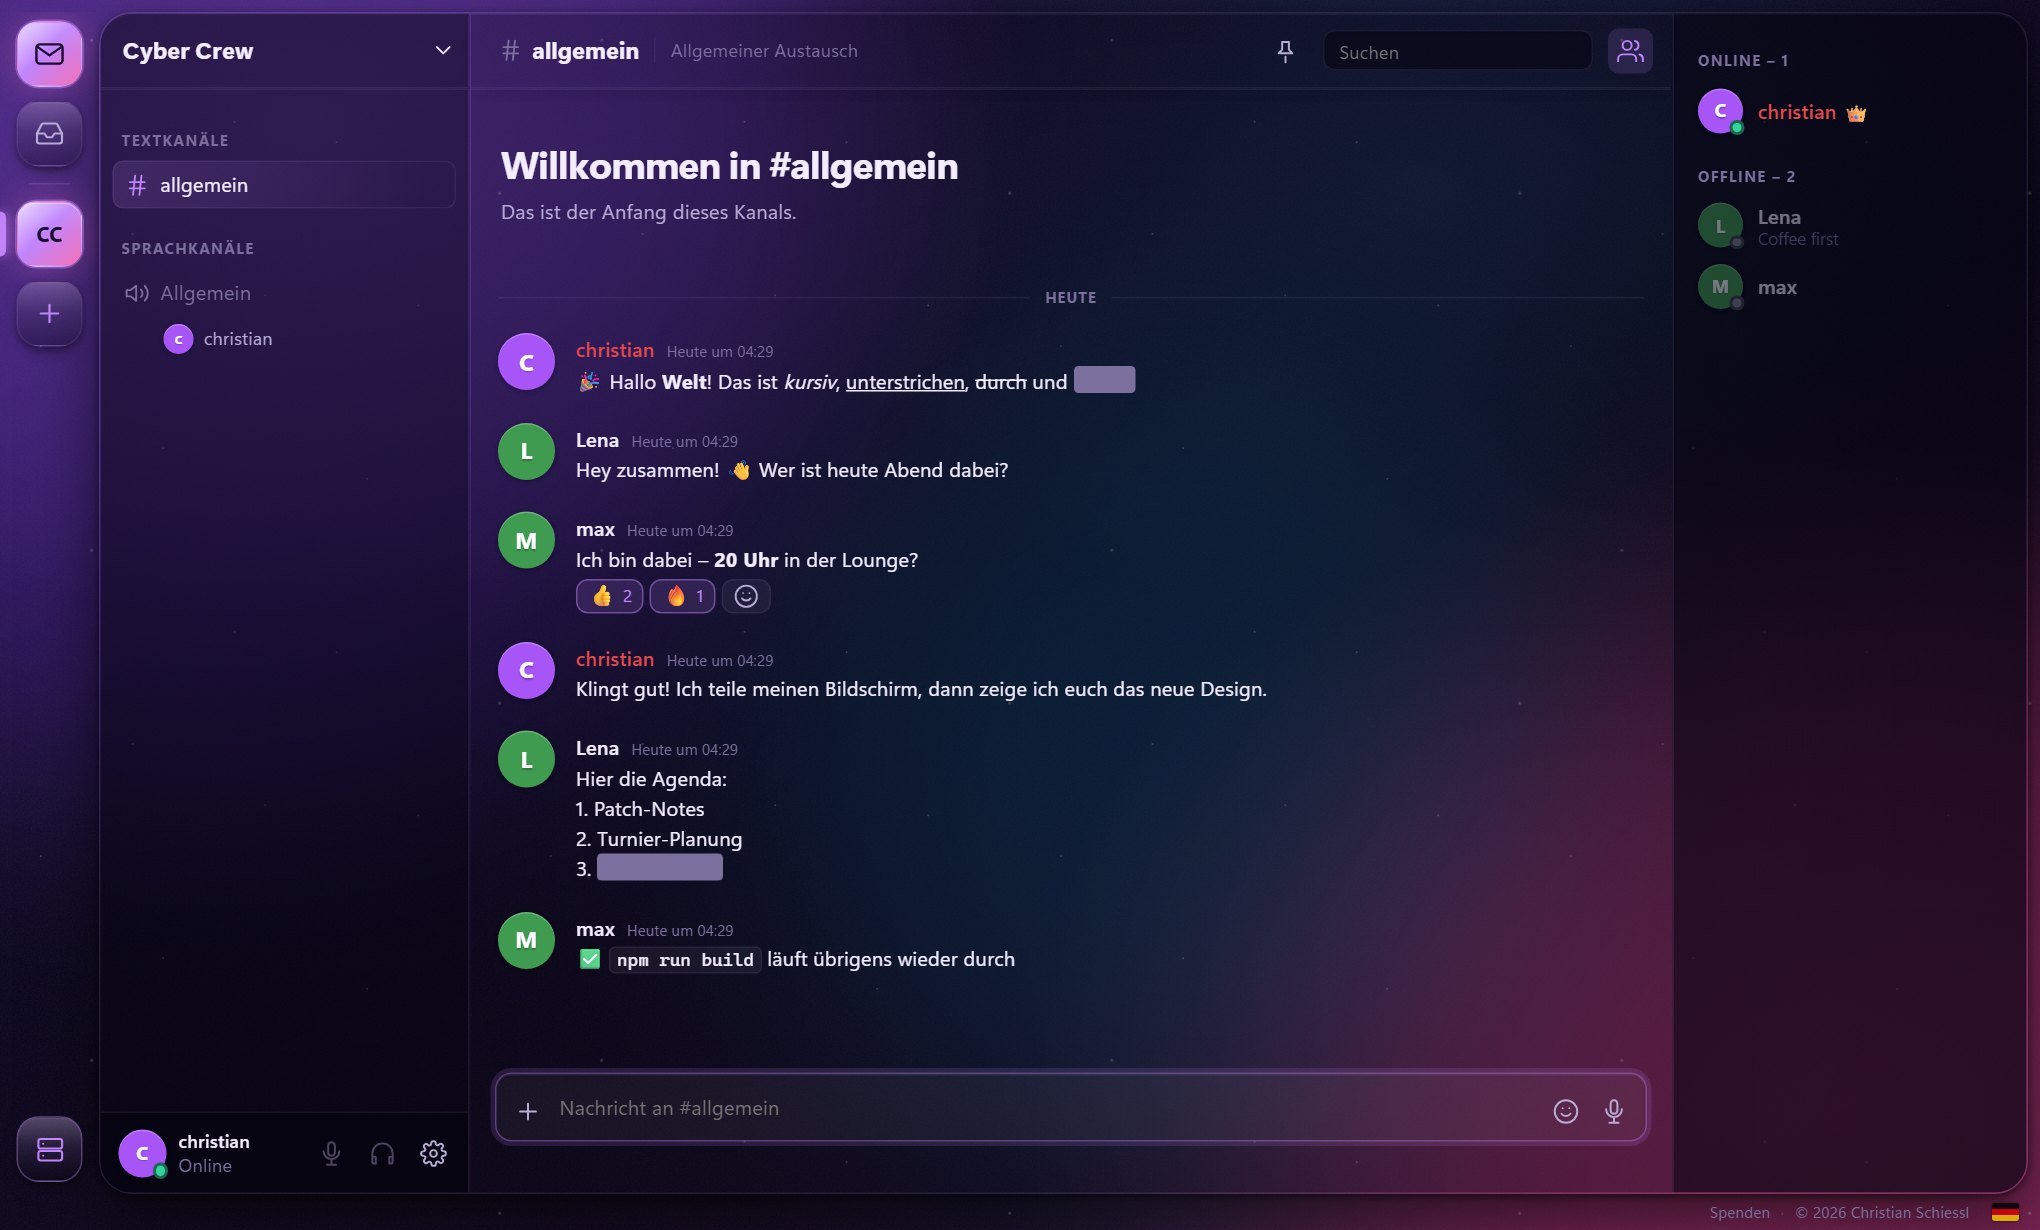 Cyber Crew
TEXTKANÄLE
# allgemein
SPRACHKANÄLE
Allgemein
C christian
CC
C christian
Online
# allgemein Allgemeiner Austausch
Suchen
Willkommen in #allgemein
Das ist der Anfang dieses Kanals.
HEUTE
C christian Heute um 04:29
🎉 Hallo Welt! Das ist kursiv, unterstrichen, durch und
L Lena Heute um 04:29
Hey zusammen! 👋 Wer ist heute Abend dabei?
M max Heute um 04:29
Ich bin dabei – 20 Uhr in der Lounge?
👍 2 🔥 1
C christian Heute um 04:29
Klingt gut! Ich teile meinen Bildschirm, dann zeige ich euch das neue Design.
L Lena Heute um 04:29
Hier die Agenda:
1. Patch-Notes
2. Turnier-Planung
3.
M max Heute um 04:29
✅ npm run build läuft übrigens wieder durch
Nachricht an #allgemein
ONLINE – 1
C christian 👑
OFFLINE – 2
L Lena
Coffee first
M max
Spenden · © 2026 Christian Schiessl